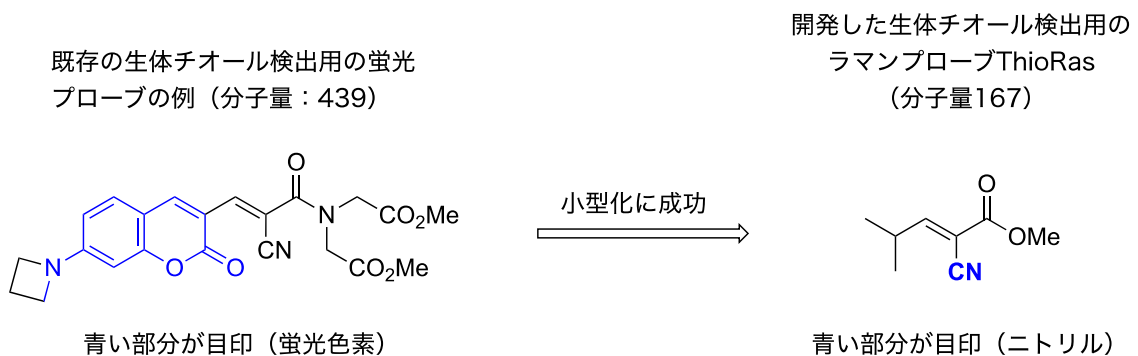 既存の生体チオール検出用の蛍光
プローブの例（分子量：439）
開発した生体チオール検出用の
ラマンプローブThioRas
（分子量167）
O
N
CO2Me
CN
CO2Me
N
O
O
小型化に成功
O
OMe
CN
青い部分が目印（蛍光色素）
青い部分が目印（ニトリル）